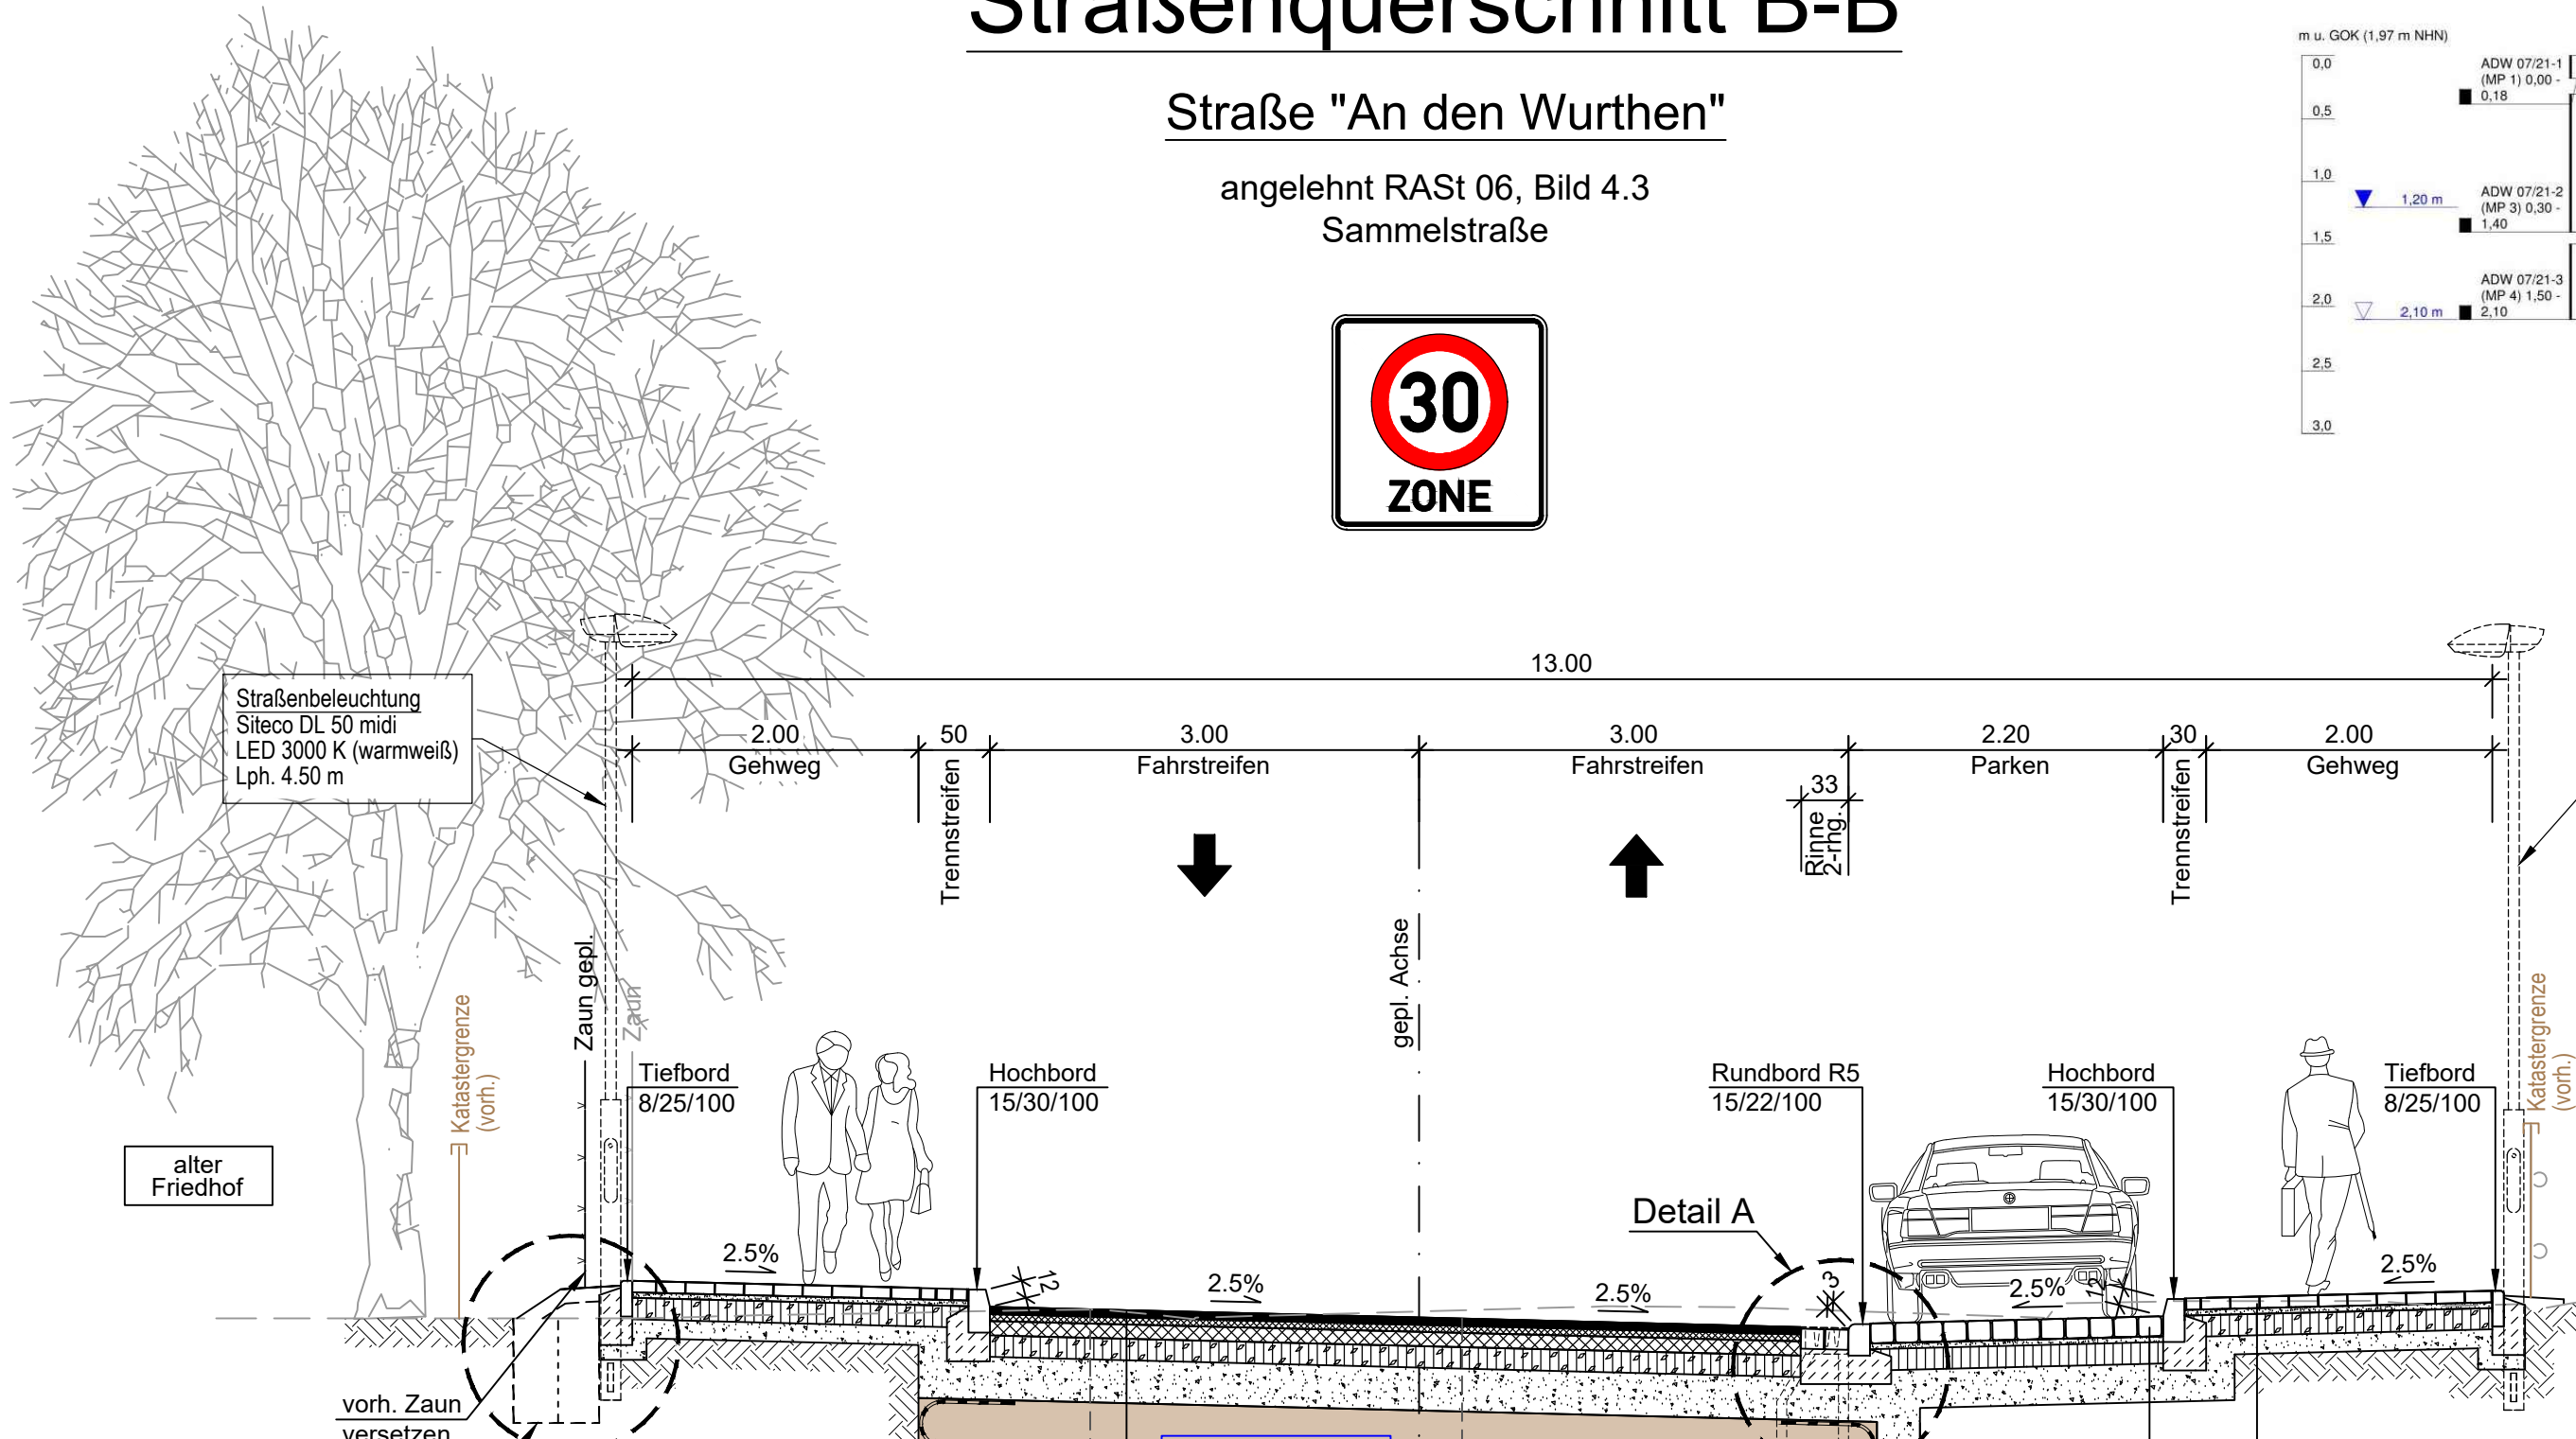 Straßenquerschnitt B-B
Straße "An den Wurthen"
angelehnt RASt 06, Bild 4.3
Sammelstraße
30
ZONE
m u. GOK (1,97 m NHN)
0,0
0,5
1,0
1,5
2,0
2,5
3,0
1,20 m
2,10 m
ADW 07/21-1
(MP 1) 0,00 -
0,18
ADW 07/21-2
(MP 3) 0,30 -
1,40
ADW 07/21-3
(MP 4) 1,50 -
2,10
Straßenbeleuchtung
Siteco DL 50 midi
LED 3000 K (warmweiß)
Lph. 4.50 m
13.00
2.00
Gehweg
50
Trennstreifen
3.00
Fahrstreifen
3.00
Fahrstreifen
33
Rinne
2-rhg.
2.20
Parken
30
Trennstreifen
2.00
Gehweg
Zaun gepl.
Zaun
gepl. Achse
Katastergrenze
(vorh.)
Katastergrenze
(vorh.)
alter
Friedhof
Tiefbord
8/25/100
Hochbord
15/30/100
Rundbord R5
15/22/100
Hochbord
15/30/100
Tiefbord
8/25/100
Detail A
2.5%
12
2.5%
2.5%
3
2.5%
12
2.5%
vorh. Zaun
versetzen